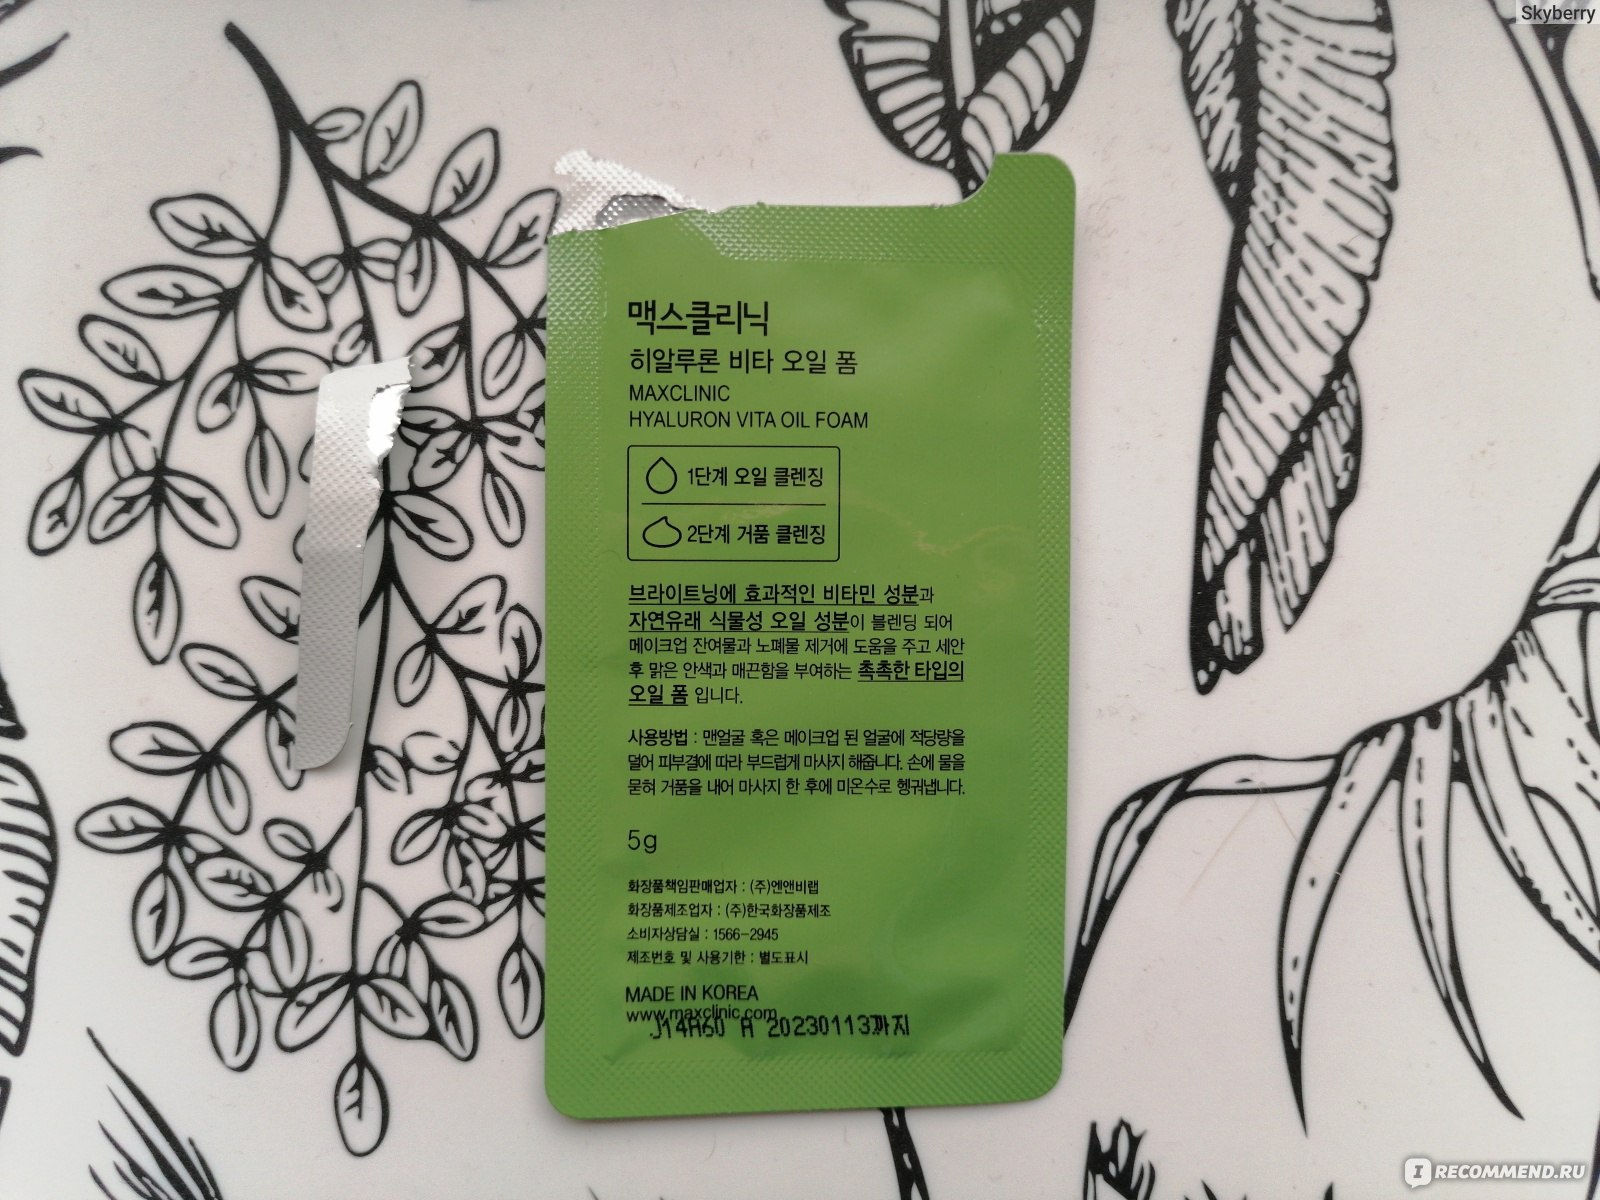 Skyberry
맥스클리닉
히알루론 비타 오일 폼
MAXCLINIC
HYALURON VITA OIL FOAM
1단계 오일 클렌징
2단계 거품 클렌징
브라이트닝에 효과적인 비타민 성분과
자연유래 식물성 오일 성분이 블렌딩 되어
메이크업 잔여물과 노폐물 제거에 도움을 주고 세안
후 맑은 안색과 매끈함을 부여하는 촉촉한 타입의
오일 폼 입니다.
사용방법 : 맨얼굴 혹은 메이크업 된 얼굴에 적당량을
덜어 피부결에 따라 부드럽게 마사지 해줍니다. 손에 물을
묻혀 거품을 내어 마사지 한 후에 미온수로 헹궈냅니다.
5g
화장품책임판매업자 : (주)엔앤비랩
화장품제조업자 : (주)한국화장품제조
소비자상담실 : 1566-2945
제조번호 및 사용기한 : 별도표시
MADE IN KOREA
www.maxclinic.com
J14A60 A 20230113까지
IRECOMMEND.RU